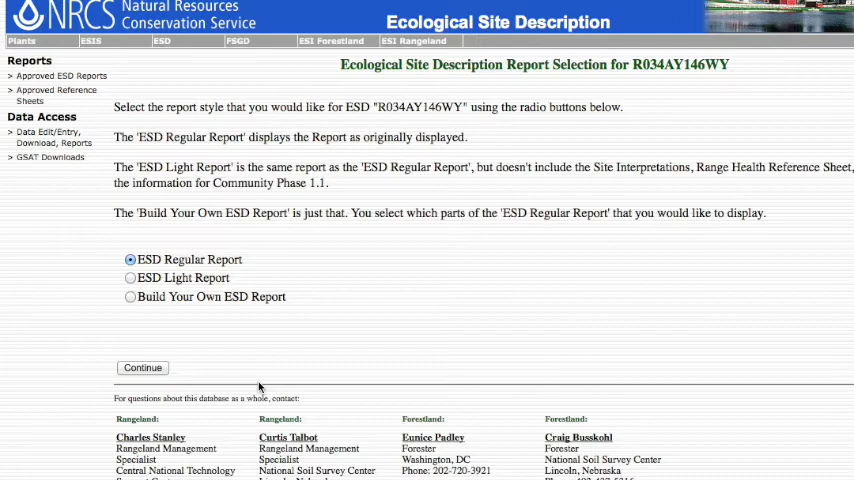 NRCS
Natural Resources
Conservation Service
Ecological Site Description
Plants ESIS ESD FSGD ESI Forestland ESI Rangeland
Reports
> Approved ESD Reports
> Approved Reference
Sheets
Data Access
> Data Edit/Entry,
Download, Reports
> GSAT Downloads
Ecological Site Description Report Selection for R034AY146WY
Select the report style that you would like for ESD "R034AY146WY" using the radio buttons below.
The 'ESD Regular Report' displays the Report as originally displayed.
The 'ESD Light Report' is the same report as the 'ESD Regular Report', but doesn't include the Site Interpretations, Range Health Reference Sheet,
the information for Community Phase 1.1.
The 'Build Your Own ESD Report' is just that. You select which parts of the 'ESD Regular Report' that you would like to display.
ESD Regular Report
ESD Light Report
Build Your Own ESD Report
Continue
For questions about this database as a whole, contact:
Rangeland: Rangeland: Forestland: Forestland:
Charles Stanley Curtis Talbot Eunice Padley Craig Busskohl
Rangeland Management Rangeland Management Forester Forester
Specialist Specialist Washington, DC National Soil Survey Center
Central National Technology National Soil Survey Center Phone: 202-720-3921 Lincoln, Nebraska